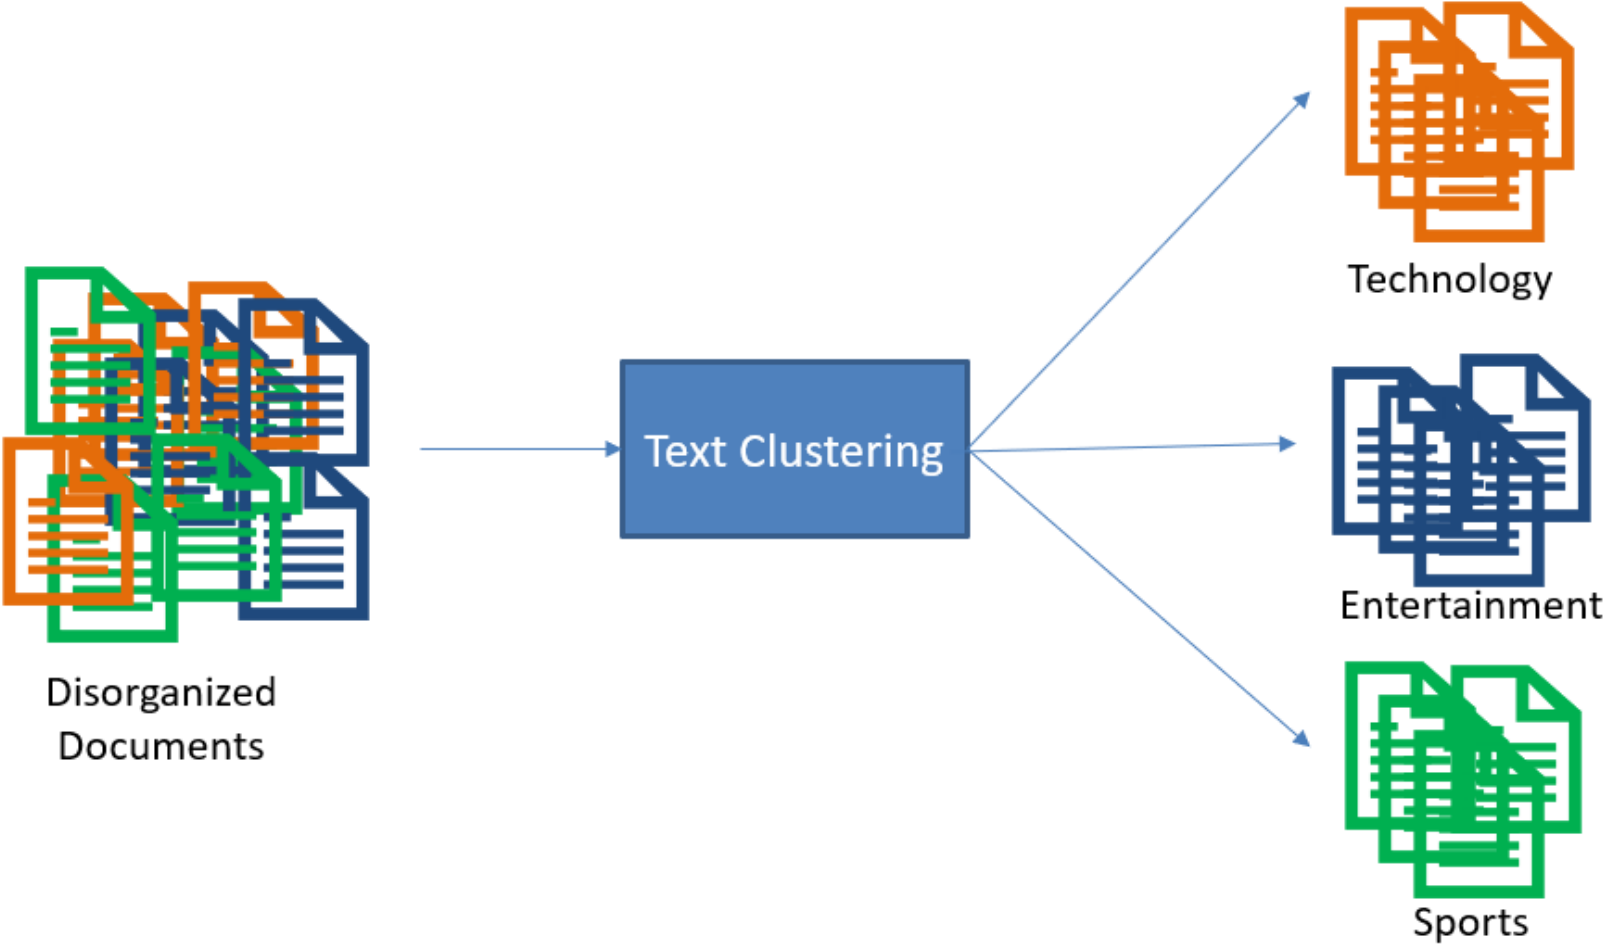 Technology
Text Clustering
Entertainment
Disorganized
Documents
Sports